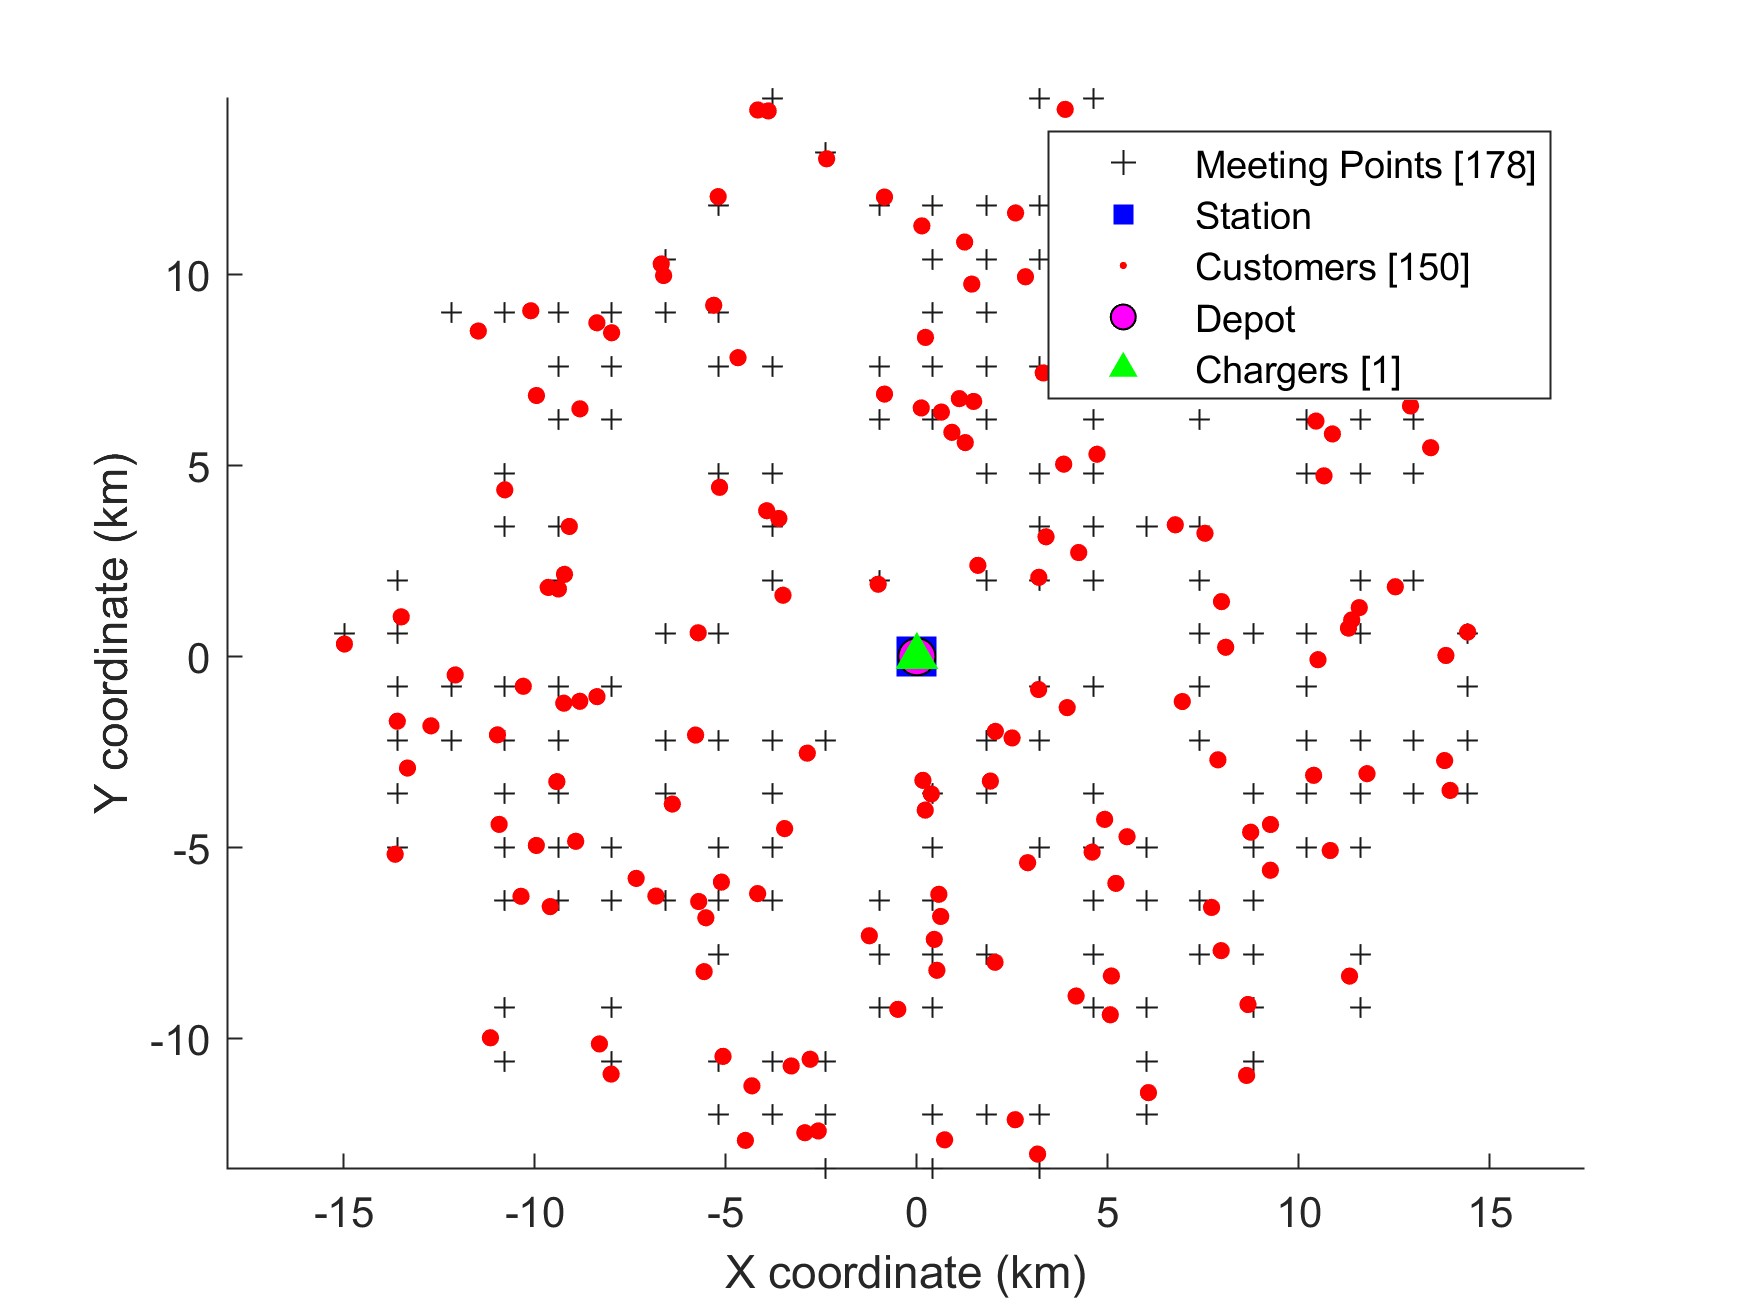 Meeting Points [178]
Station
Customers [150]
Depot
Chargers [1]
10
5
0
-5
-10
Y coordinate (km)
-15 -10 -5 0 5 10 15
X coordinate (km)